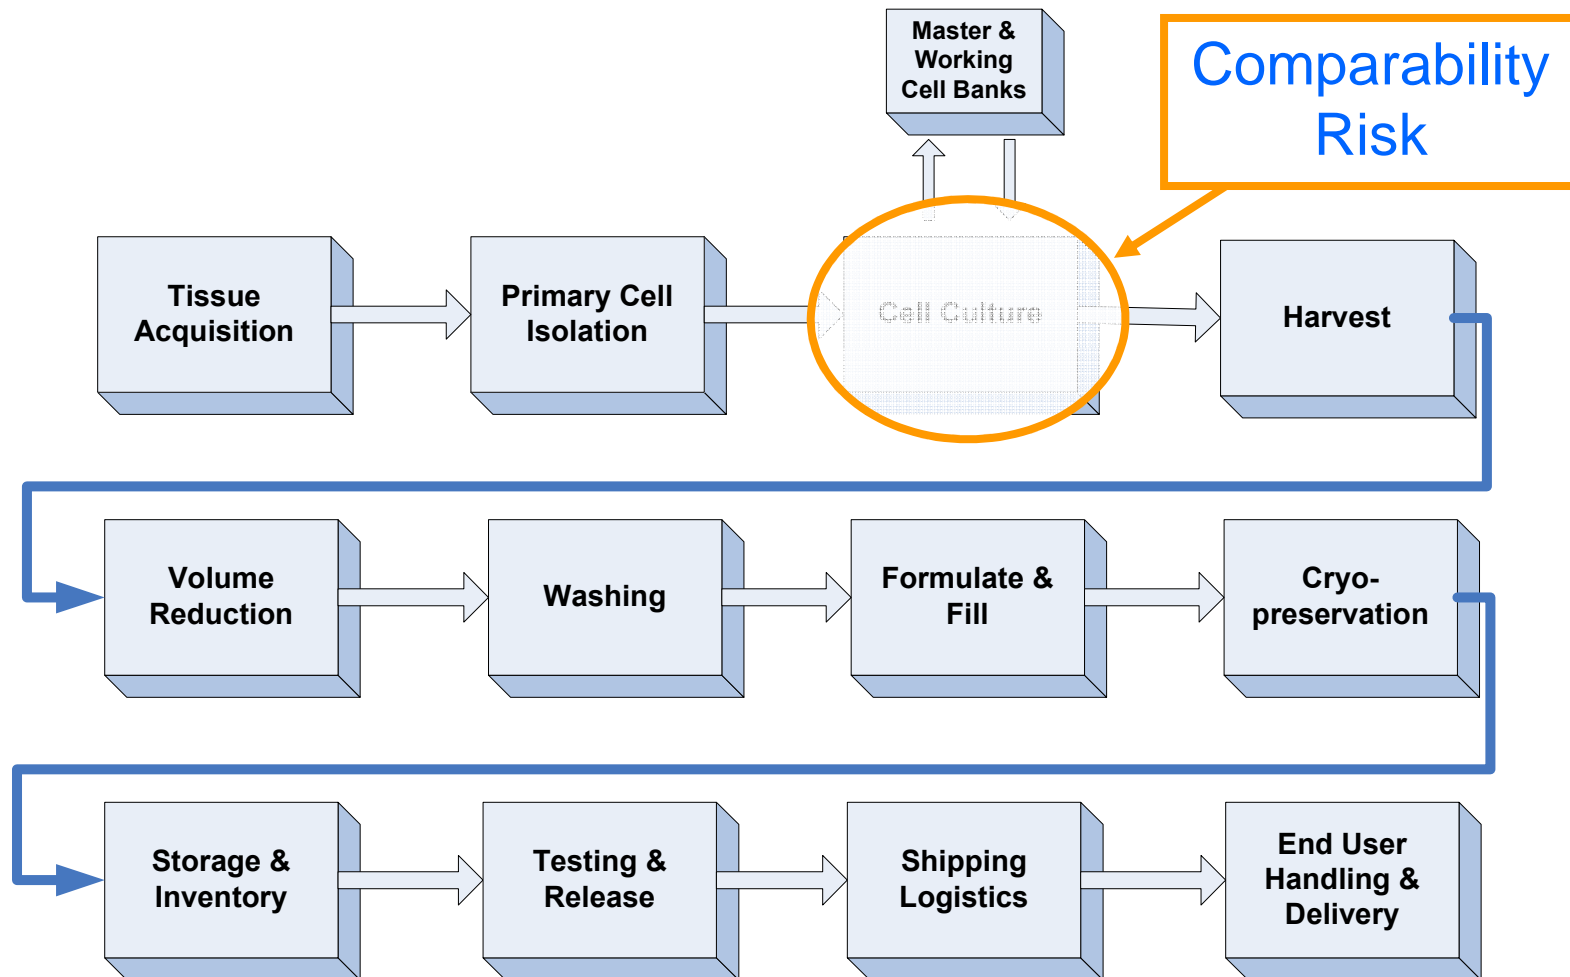 Master &
Working
Cell Banks
Comparability
Risk
Tissue
Acquisition
Primary Cell
Isolation
Cell Culture
Harvest
Volume
Reduction
Washing
Formulate &
Fill
Cryo-
preservation
Storage &
Inventory
Testing &
Release
Shipping
Logistics
End User
Handling &
Delivery